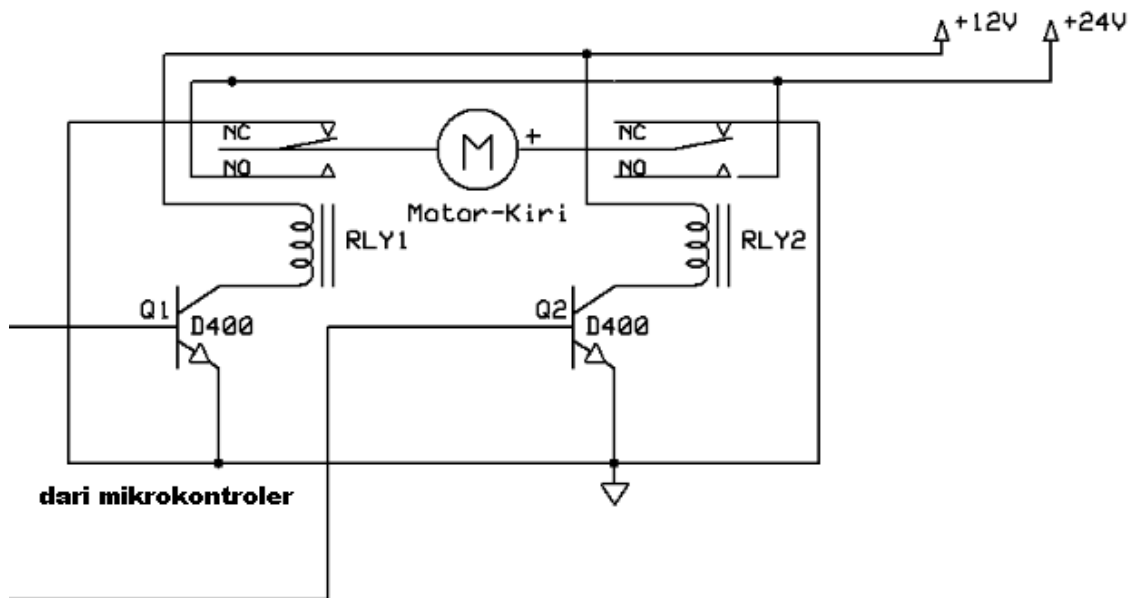 +12V
+24V
NC
NO
M
+
NC
NO
Motor-Kiri
RLY1
RLY2
Q1
D400
Q2
D400
dari mikrokontroler